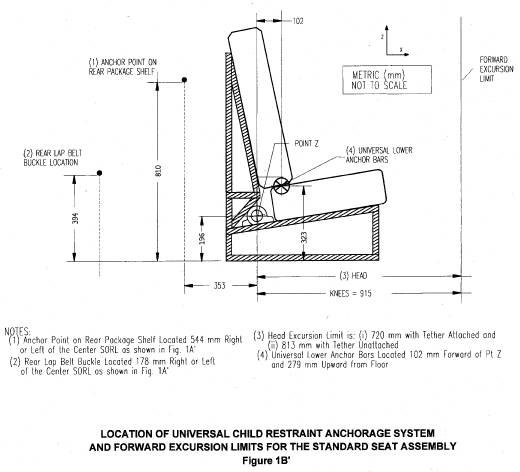 102
z
x
(1) ANCHOR POINT ON
REAR PACKAGE SHELF
METRIC (mm)
NOT TO SCALE
FORWARD
EXCURSION
LIMIT
POINT Z
(2) REAR LAP BELT
BUCKLE LOCATION
(4) UNIVERSAL LOWER
ANCHOR BARS
810
394
196
323
(3) HEAD
353
KNEES = 915
NOTES:
(1) Anchor Point on Rear Package Shelf Located 544 mm Right
or Left of the Center SORL as shown in Fig. 1A'
(2) Rear Lap Belt Buckle Located 178 mm Right or Left
of the Center SORL as shown in Fig. 1A'
(3) Head Excursion Limit is: (i) 720 mm with Tether Attached and
(ii) 813 mm with Tether Unattached
(4) Universal Lower Anchor Bars Located 102 mm Forward of Pt Z
and 279 mm Upward from Floor
LOCATION OF UNIVERSAL CHILD RESTRAINT ANCHORAGE SYSTEM
AND FORWARD EXCURSION LIMITS FOR THE STANDARD SEAT ASSEMBLY
Figure 1B'